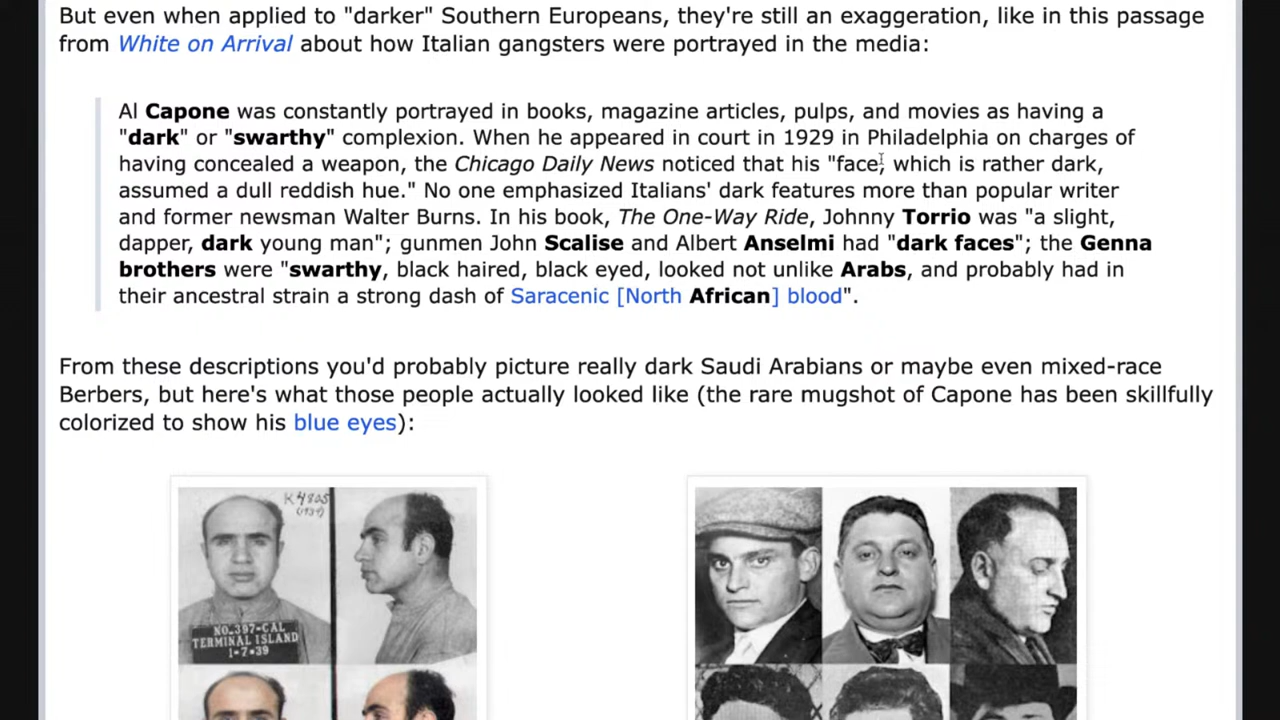 But even when applied to "darker" Southern Europeans, they're still an exaggeration, like in this passage
from White on Arrival about how Italian gangsters were portrayed in the media:
Al Capone was constantly portrayed in books, magazine articles, pulps, and movies as having a
"dark" or "swarthy" complexion. When he appeared in court in 1929 in Philadelphia on charges of
having concealed a weapon, the Chicago Daily News noticed that his "face, which is rather dark,
assumed a dull reddish hue." No one emphasized Italians' dark features more than popular writer
and former newsman Walter Burns. In his book, The One-Way Ride, Johnny Torrio was "a slight,
dapper, dark young man"; gunmen John Scalise and Albert Anselmi had "dark faces"; the Genna
brothers were "swarthy, black haired, black eyed, looked not unlike Arabs, and probably had in
their ancestral strain a strong dash of Saracenic [North African] blood".
From these descriptions you'd probably picture really dark Saudi Arabians or maybe even mixed-race
Berbers, but here's what those people actually looked like (the rare mugshot of Capone has been skillfully
colorized to show his blue eyes):
K4805
(1939)
NO. 397-CAL
TERMINAL ISLAND
1-7-39